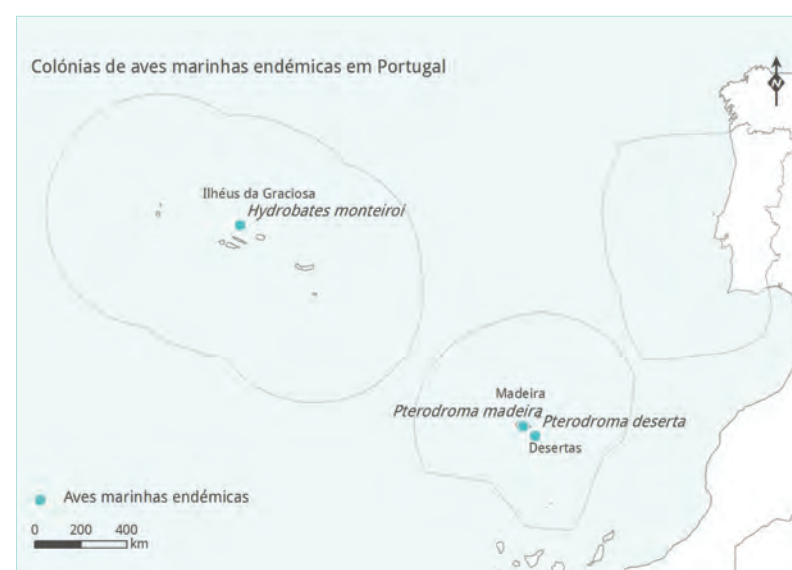 Colónias de aves marinhas endémicas em Portugal
N
Ilhéus da Graciosa
Hydrobates monteiroi
Madeira
Pterodroma madeira
Pterodroma deserta
Desertas
Aves marinhas endémicas
0 200 400
km